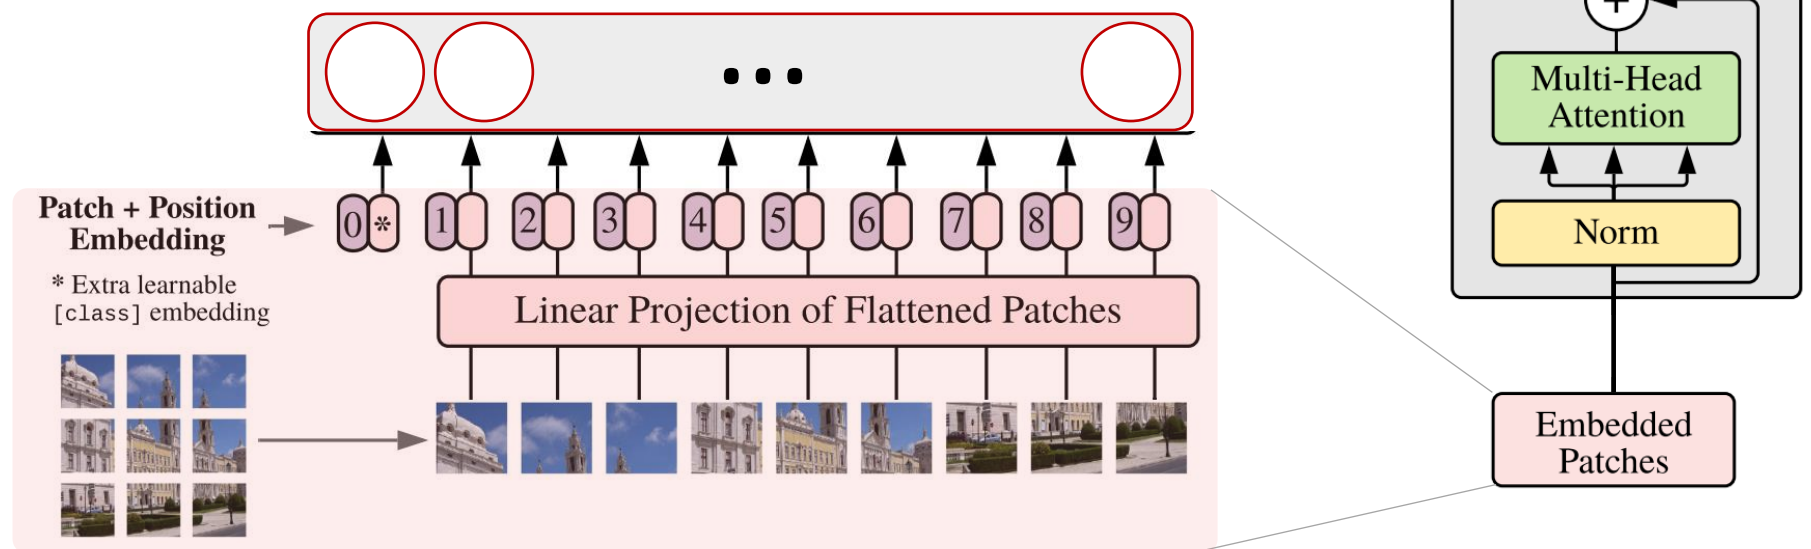 Patch + Position
Embedding
* Extra learnable
[class] embedding
0 * 1 2 3 4 5 6 7 8 9
Linear Projection of Flattened Patches
+
Multi-Head
Attention
Norm
Embedded
Patches